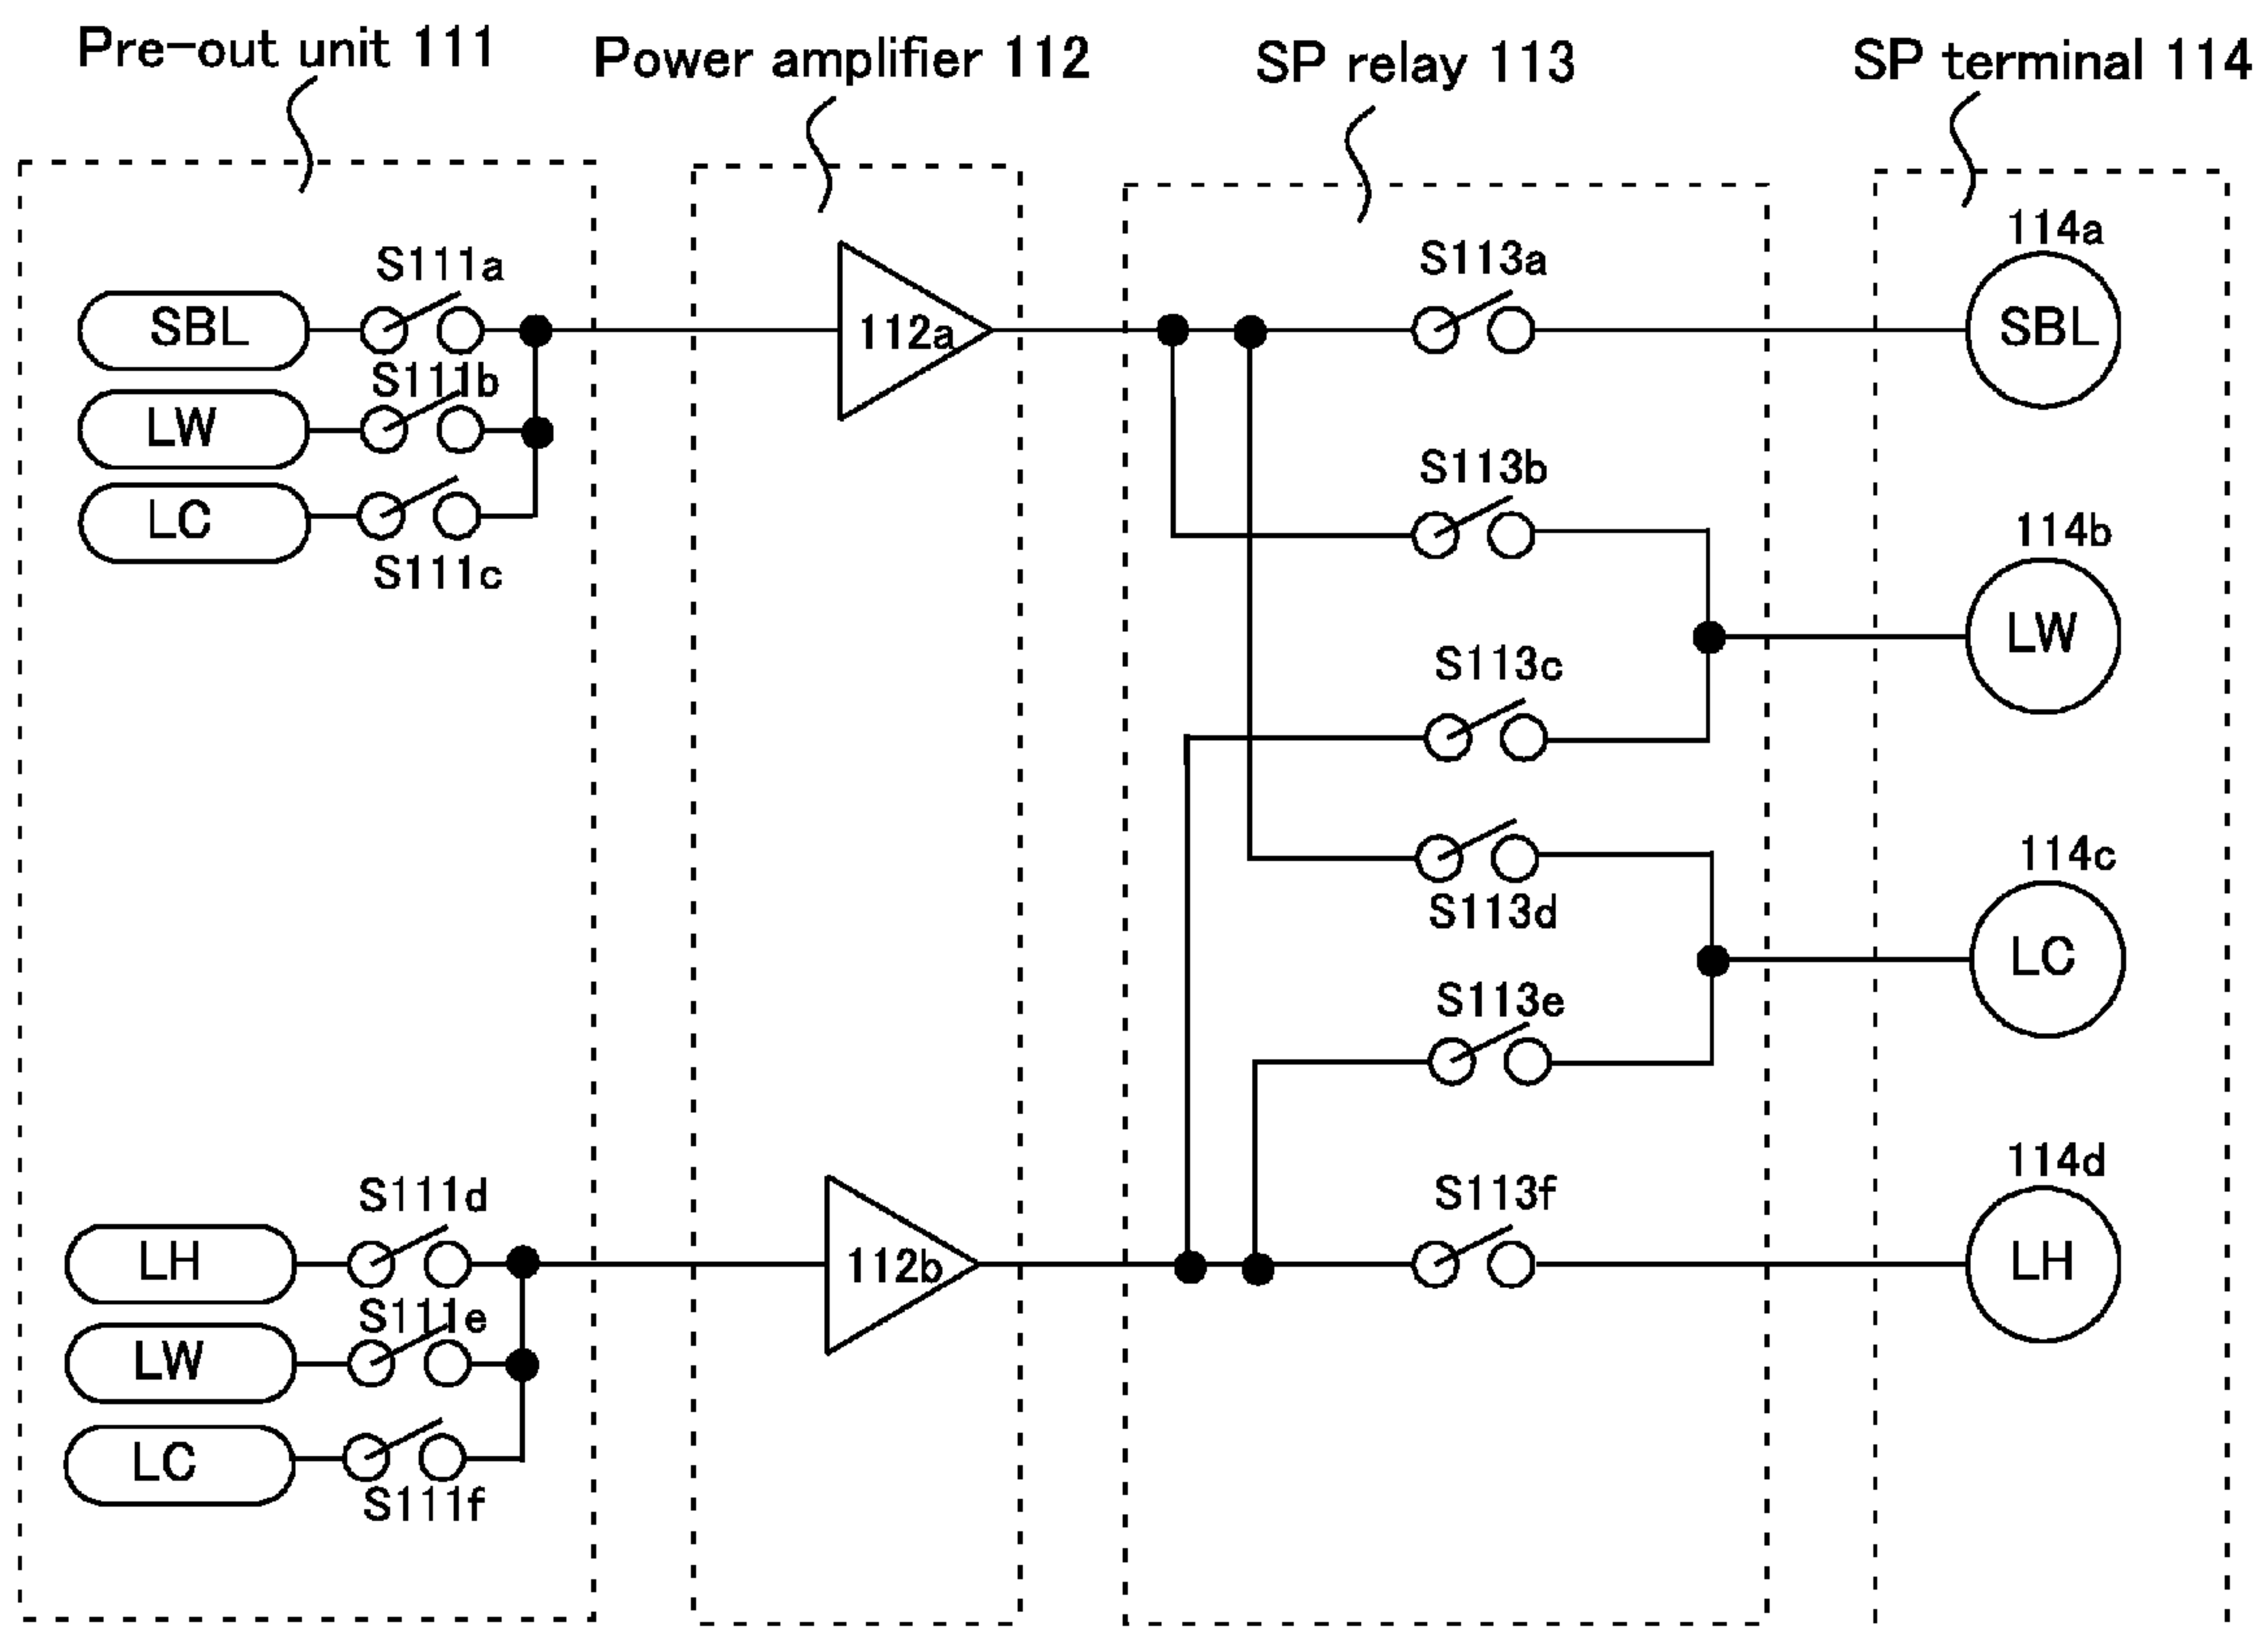 Pre-out unit 111
Power amplifier 112
SP relay 113
SP terminal 114
S111a
SBL
S111b
LW
LC
S111c
112a
S113a
114a
SBL
S113b
114b
LW
S113c
S113d
114c
LC
S113e
S111d
LH
S111e
LW
LC
S111f
112b
S113f
114d
LH